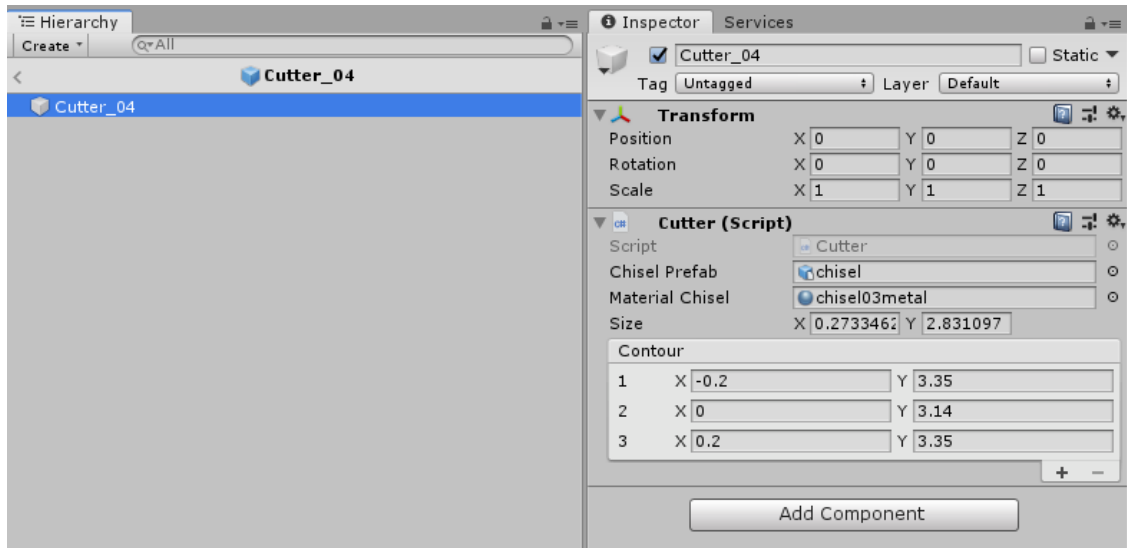 Hierarchy
Create All
Cutter_04
Cutter_04
Inspector Services
Cutter_04 Static
Tag Untagged Layer Default
Transform
Position X 0 Y 0 Z 0
Rotation X 0 Y 0 Z 0
Scale X 1 Y 1 Z 1
C# Cutter (Script)
Script Cutter
Chisel Prefab chisel
Material Chisel chisel03metal
Size X 0.2733462 Y 2.831097
Contour
1 X -0.2 Y 3.35
2 X 0 Y 3.14
3 X 0.2 Y 3.35
+ −
Add Component